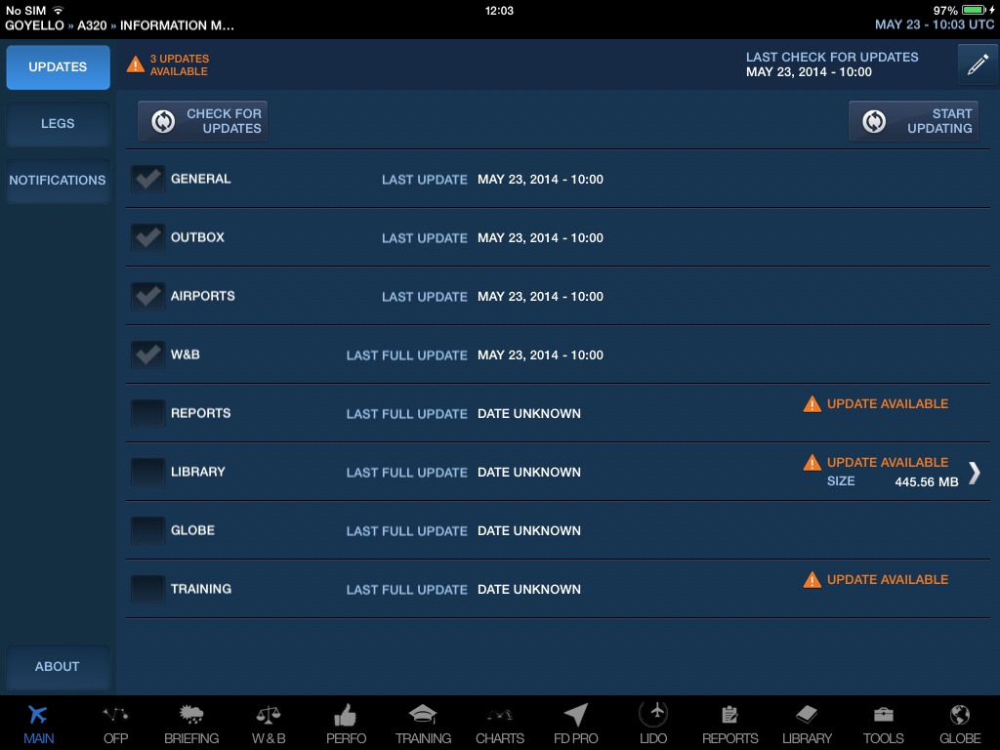 No SIM 12:03 97%
GOYELLO » A320 » INFORMATION M... MAY 23 - 10:03 UTC
UPDATES
LEGS
NOTIFICATIONS
ABOUT
3 UPDATES
AVAILABLE
LAST CHECK FOR UPDATES
MAY 23, 2014 - 10:00
CHECK FOR
UPDATES
START
UPDATING
GENERAL LAST UPDATE MAY 23, 2014 - 10:00
OUTBOX LAST UPDATE MAY 23, 2014 - 10:00
AIRPORTS LAST UPDATE MAY 23, 2014 - 10:00
W&B LAST FULL UPDATE MAY 23, 2014 - 10:00
REPORTS LAST FULL UPDATE DATE UNKNOWN UPDATE AVAILABLE
LIBRARY LAST FULL UPDATE DATE UNKNOWN UPDATE AVAILABLE
SIZE 445.56 MB
GLOBE LAST FULL UPDATE DATE UNKNOWN
TRAINING LAST FULL UPDATE DATE UNKNOWN UPDATE AVAILABLE
MAIN OFP BRIEFING W & B PERFO TRAINING CHARTS FD PRO LIDO REPORTS LIBRARY TOOLS GLOBE